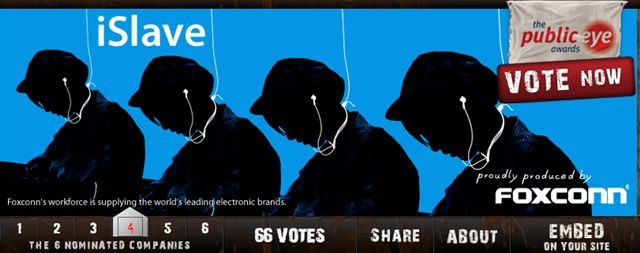 iSlave
the
public eye
awards
VOTE NOW
proudly produced by
FOXCONN
Foxconn's workforce is supplying the world's leading electronic brands.
1 2 3 4 5 6
THE 6 NOMINATED COMPANIES
66 VOTES
SHARE
ABOUT
EMBED
ON YOUR SITE